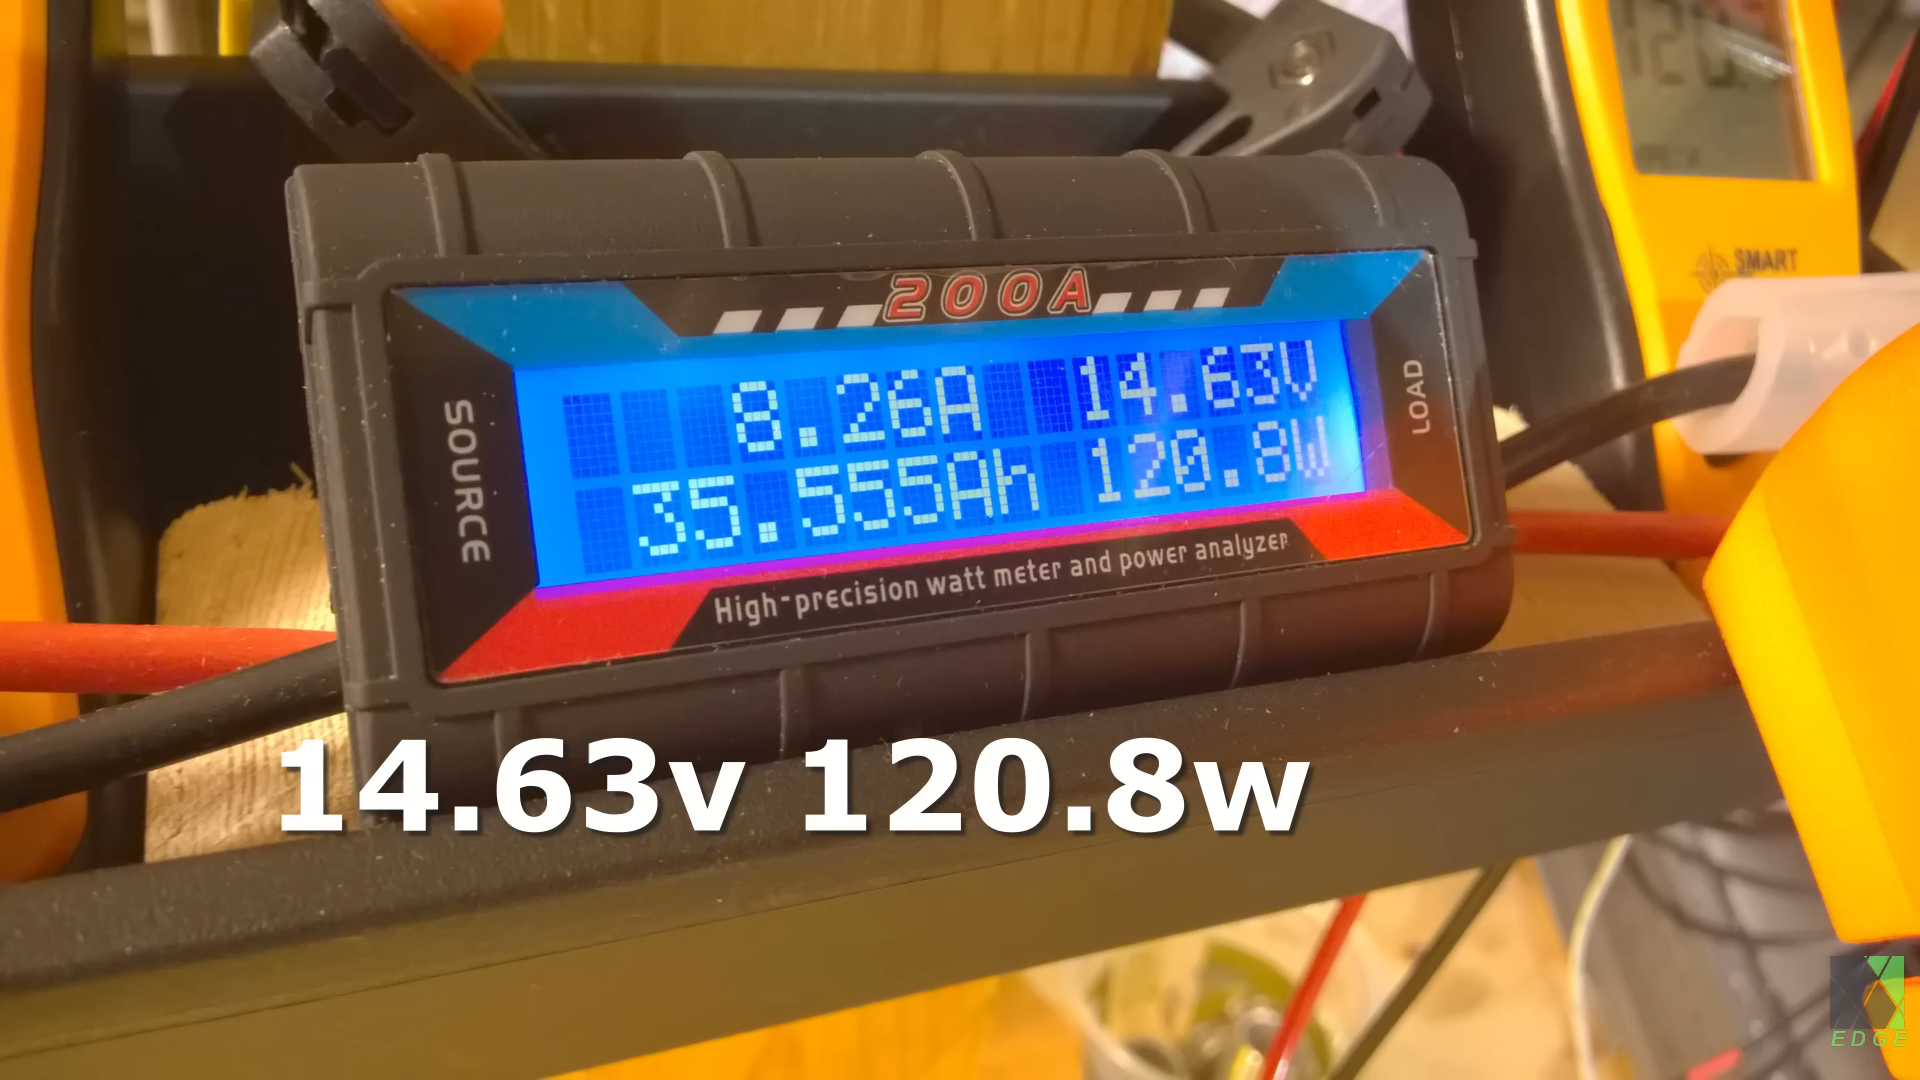 200A
SOURCE
8.26A 14.63V
35.555Ah 120.8W
LOAD
High-precision watt meter and power analyzer
SMART
14.63v 120.8w
EDGE